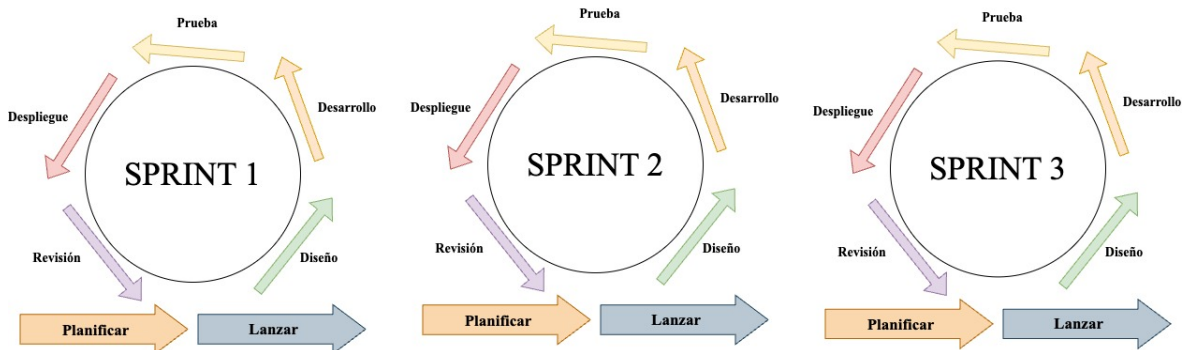 Prueba
Despliegue
Desarrollo
SPRINT 1
Revisión
Diseño
Planificar
Lanzar
Prueba
Despliegue
Desarrollo
SPRINT 2
Revisión
Diseño
Planificar
Lanzar
Prueba
Despliegue
Desarrollo
SPRINT 3
Revisión
Diseño
Planificar
Lanzar